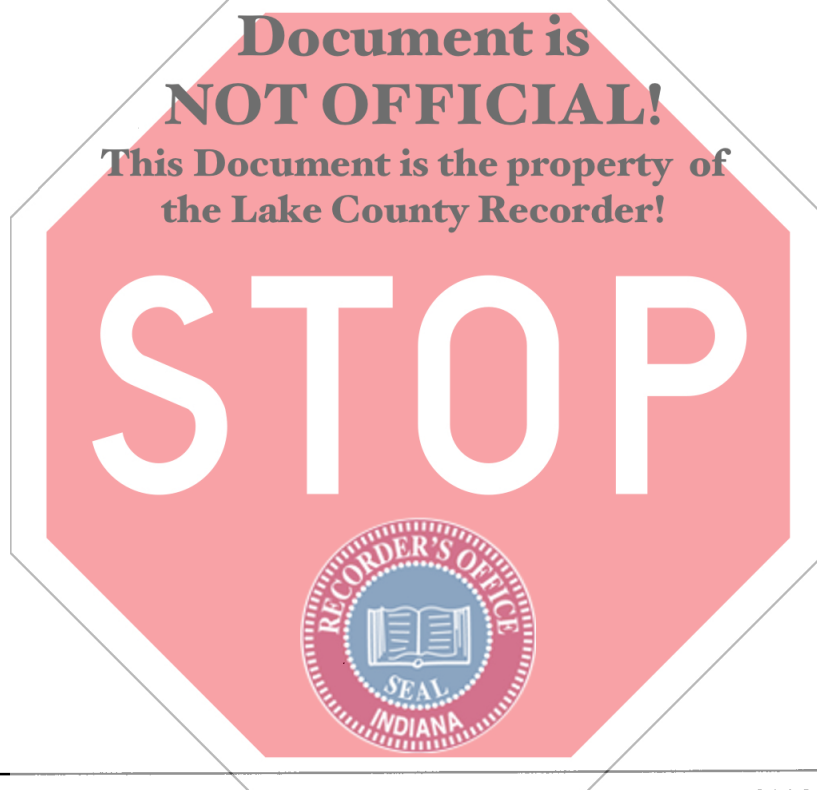 Document is
NOT OFFICIAL!
This Document is the property of
the Lake County Recorder!
STOP
RECORDER'S OFFICE
SEAL
INDIANA